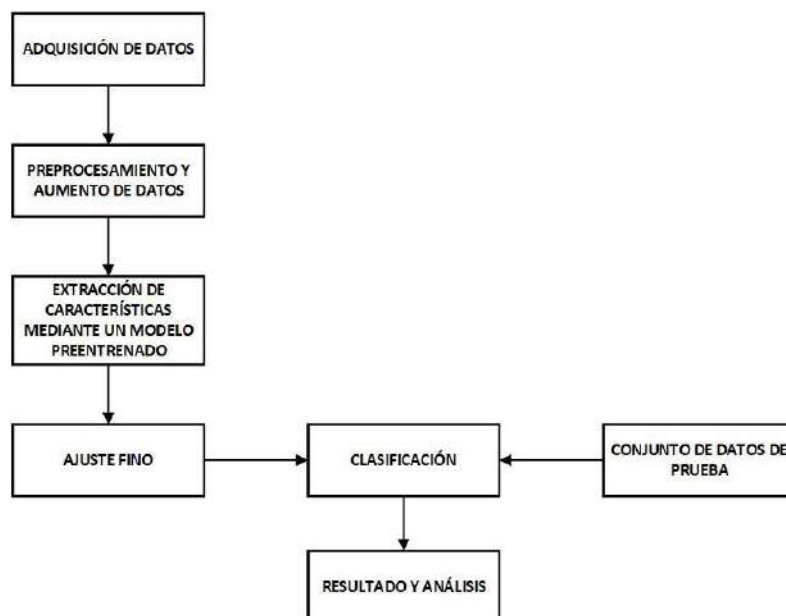 ADQUISICIÓN DE DATOS
PREPROCESAMIENTO Y
AUMENTO DE DATOS
EXTRACCIÓN DE
CARACTERÍSTICAS
MEDIANTE UN MODELO
PREENTRENADO
AJUSTE FINO
CLASIFICACIÓN
CONJUNTO DE DATOS DE
PRUEBA
RESULTADO Y ANÁLISIS